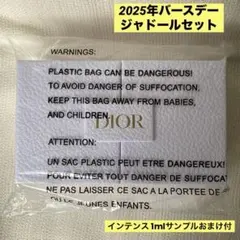 2025年バースデー
ジャドールセット
WARNINGS:
PLASTIC BAG CAN BE DANGEROUS!
TO AVOID DANGER OF SUFFOCATION,
KEEP THIS BAG AWAY FROM BABIES,
AND CHILDREN.
DIOR
ATTENTION:
UN SAC PLASTIC PEUT ETRE DANGEREUX!
POUR EVITER TOUT DANGER DE SUFFOCAT
NE PAS LAISSER CE SAC A LA PORTEE DE
JEUNES ENFANTS.
インテンス1mlサンプルおまけ付